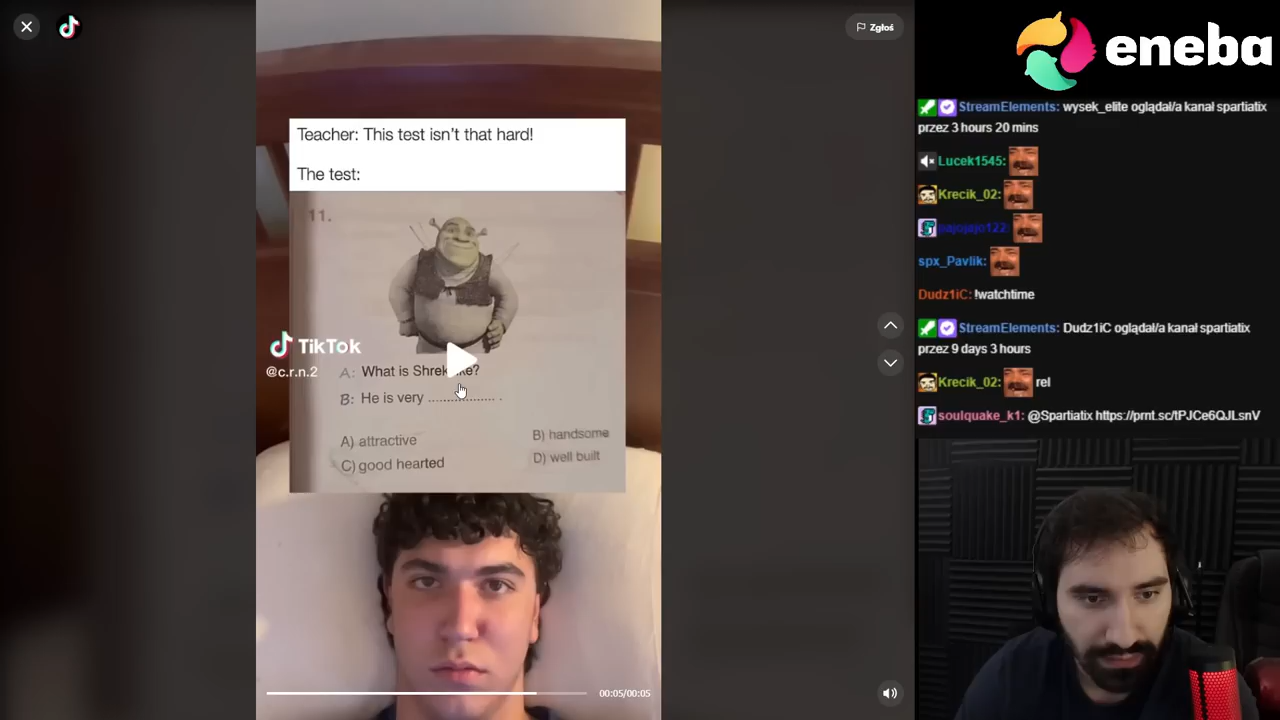 Zgłoś
eneba
Teacher: This test isn't that hard!
The test:
11.
TikTok
@c.r.n.2
A: What is Shrek like?
B: He is very .................. .
A) attractive
B) handsome
C) good hearted
D) well built
00:05/00:05
StreamElements: wysek_elite oglądał/a kanał spartiatix
przez 3 hours 20 mins
Lucek1545:
Krecik_02:
jajojajo122:
spx_Pavlik:
Dudz1iC: !watchtime
StreamElements: Dudz1iC oglądał/a kanał spartiatix
przez 9 days 3 hours
Krecik_02: rel
soulquake_k1: @Spartiatix https://prnt.sc/tPJCe6QJLsnV